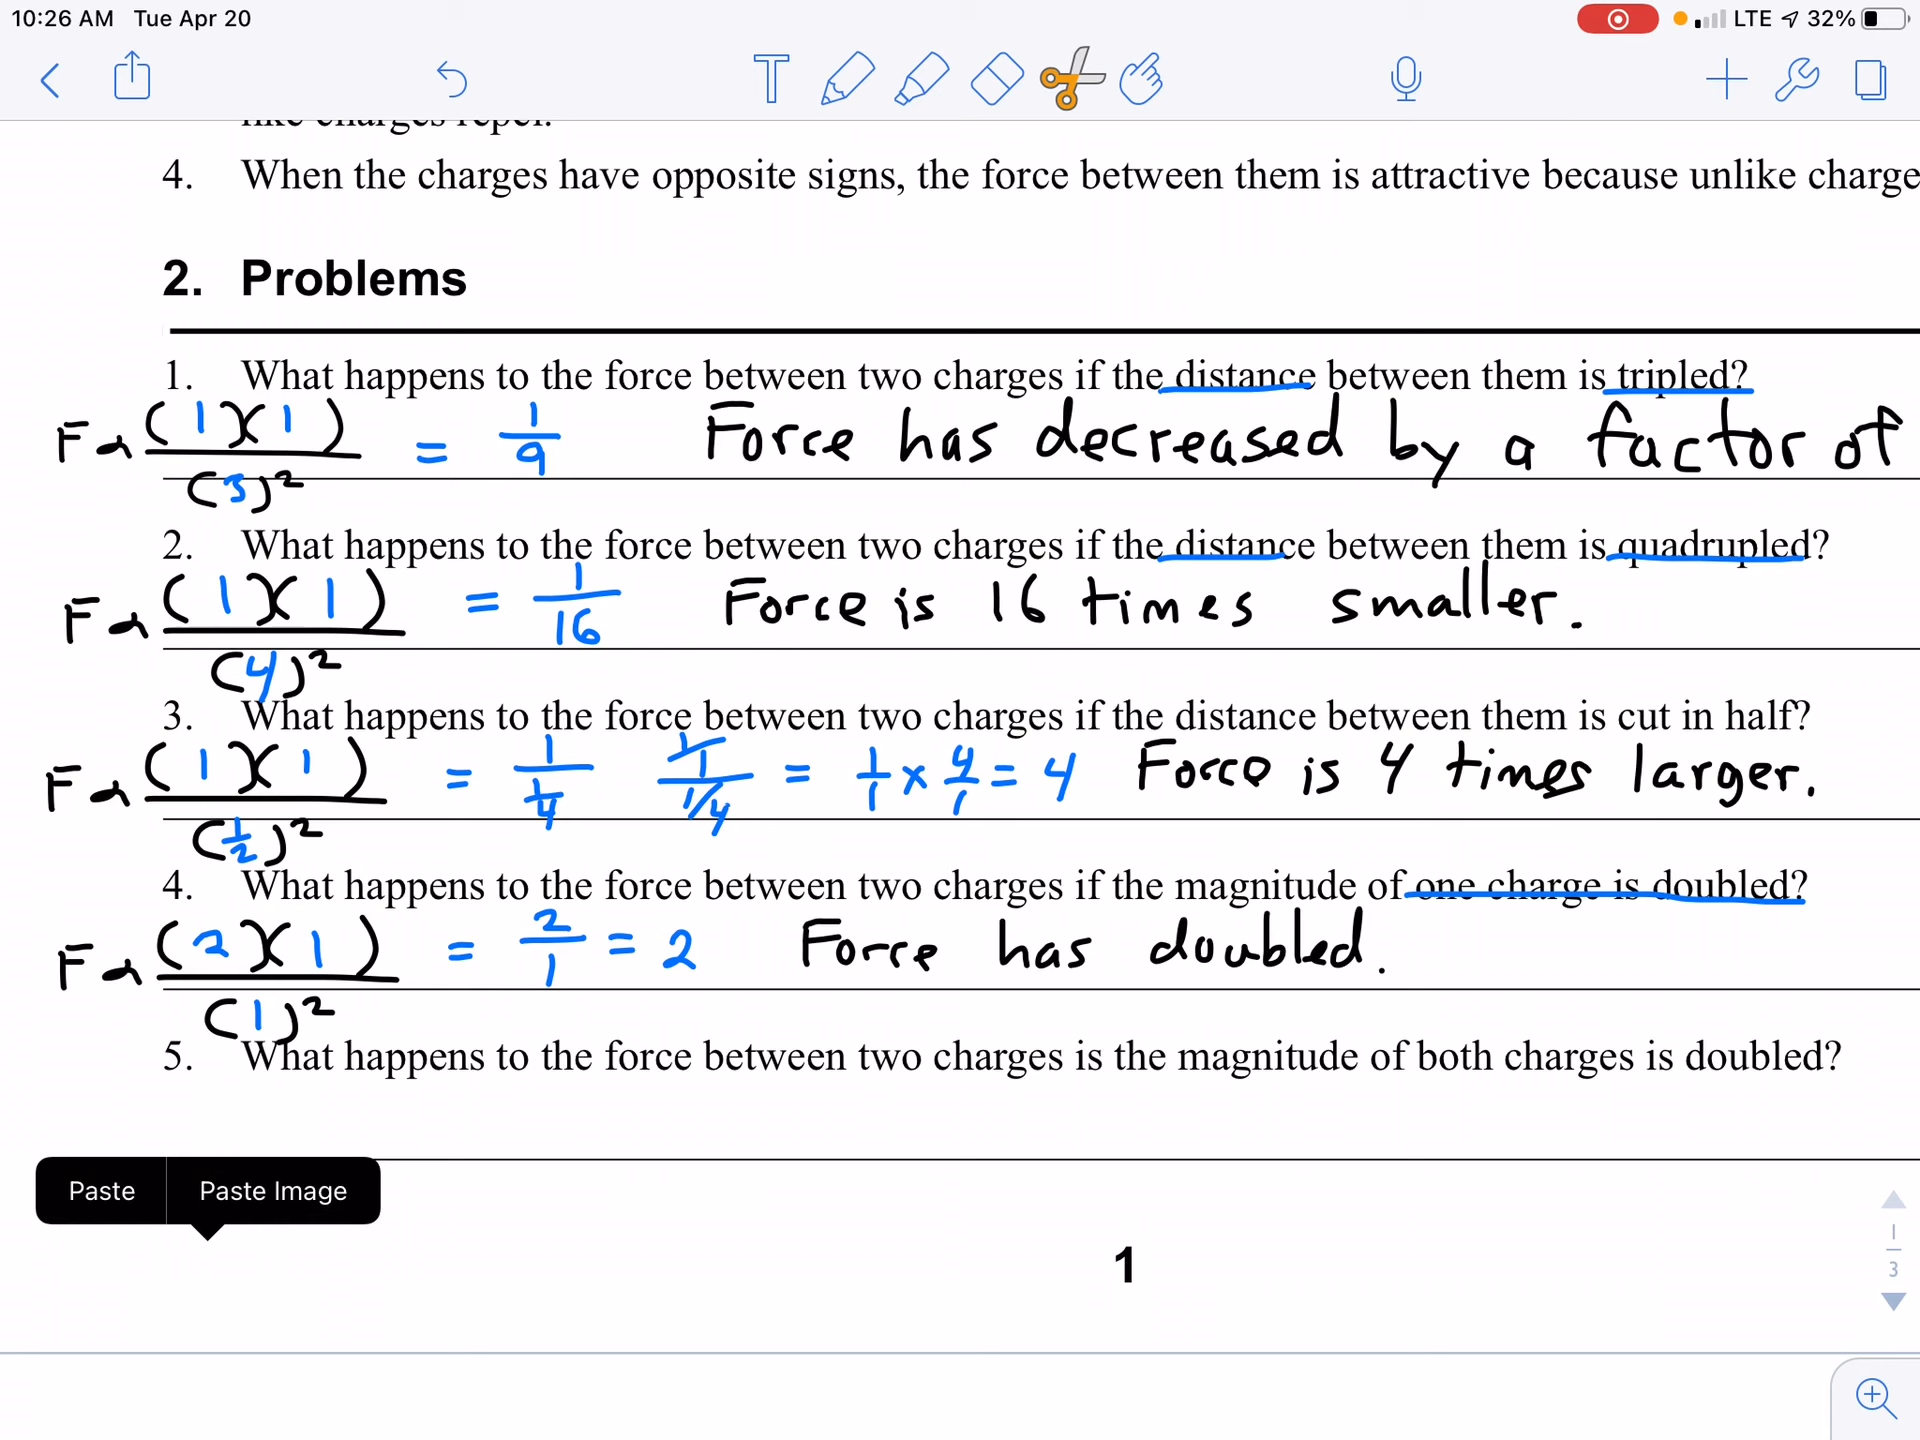 10:26 AM Tue Apr 20 LTE 32%
T
4. When the charges have opposite signs, the force between them is attractive because unlike charge
2. Problems
1. What happens to the force between two charges if the distance between them is tripled?
F α (1)(1) / (3)² = 1/9 Force has decreased by a factor of
2. What happens to the force between two charges if the distance between them is quadrupled?
F α (1)(1) / (4)² = 1/16 Force is 16 times smaller.
3. What happens to the force between two charges if the distance between them is cut in half?
F α (1)(1) / (1/2)² = 1 / 1/4 1/1 / 1/4 = 1/1 × 4/1 = 4 Force is 4 times larger.
4. What happens to the force between two charges if the magnitude of one charge is doubled?
F α (2)(1) / (1)² = 2/1 = 2 Force has doubled.
5. What happens to the force between two charges is the magnitude of both charges is doubled?
Paste Paste Image
1
1
3